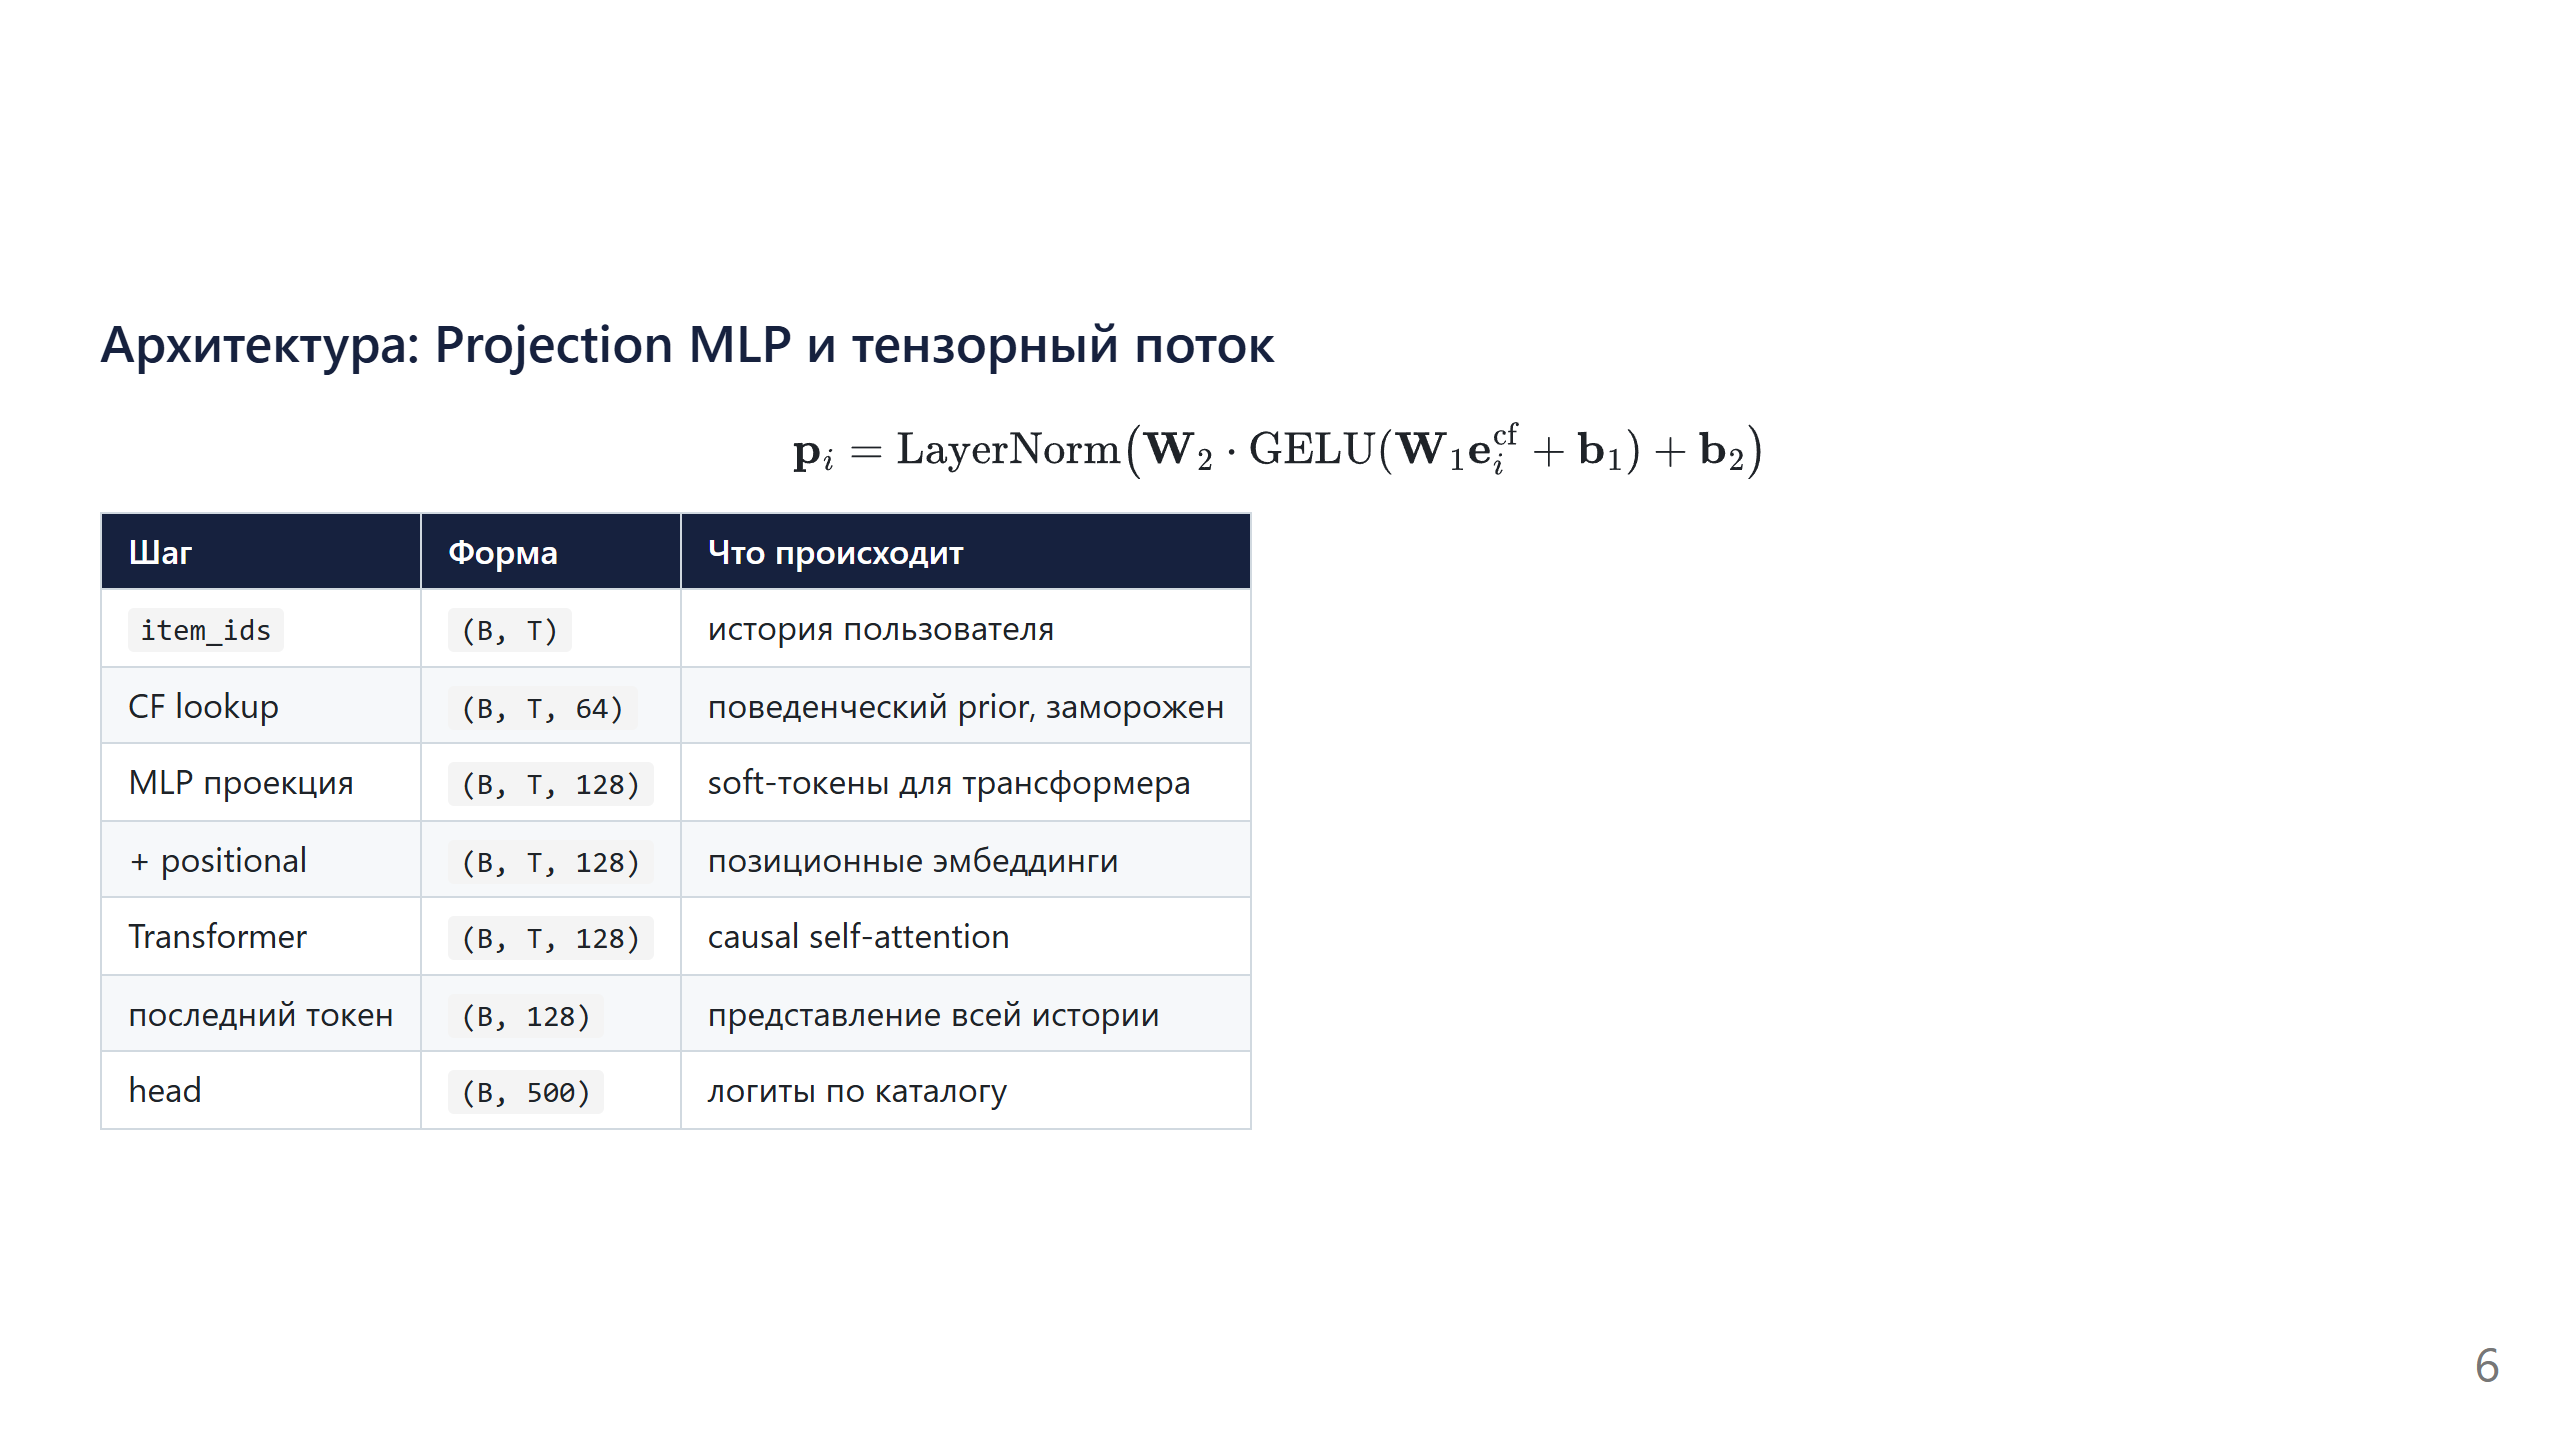 Архитектура: Projection MLP и тензорный поток
p_i = LayerNorm(W_2 · GELU(W_1 e_i^cf + b_1) + b_2)
Шаг Форма Что происходит
item_ids (B, T) история пользователя
CF lookup (B, T, 64) поведенческий prior, заморожен
MLP проекция (B, T, 128) soft-токены для трансформера
+ positional (B, T, 128) позиционные эмбеддинги
Transformer (B, T, 128) causal self-attention
последний токен (B, 128) представление всей истории
head (B, 500) логиты по каталогу
6